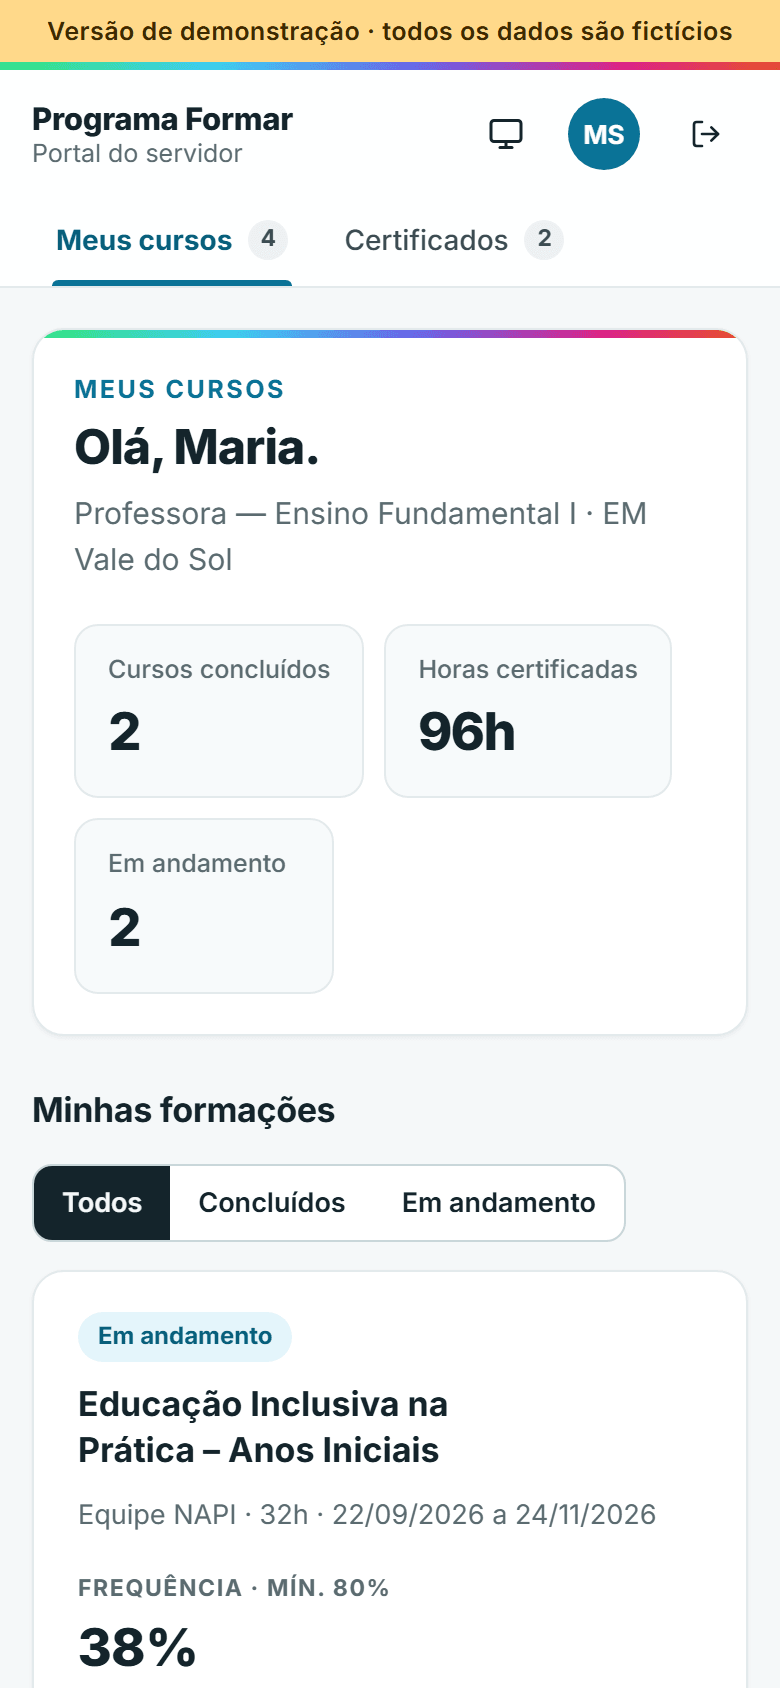 Versão de demonstração · todos os dados são fictícios
Programa Formar
Portal do servidor
MS
Meus cursos 4
Certificados 2
MEUS CURSOS
Olá, Maria.
Professora — Ensino Fundamental I · EM
Vale do Sol
Cursos concluídos
2
Horas certificadas
96h
Em andamento
2
Minhas formações
Todos
Concluídos
Em andamento
Em andamento
Educação Inclusiva na
Prática – Anos Iniciais
Equipe NAPI · 32h · 22/09/2026 a 24/11/2026
FREQUÊNCIA · MÍN. 80%
38%